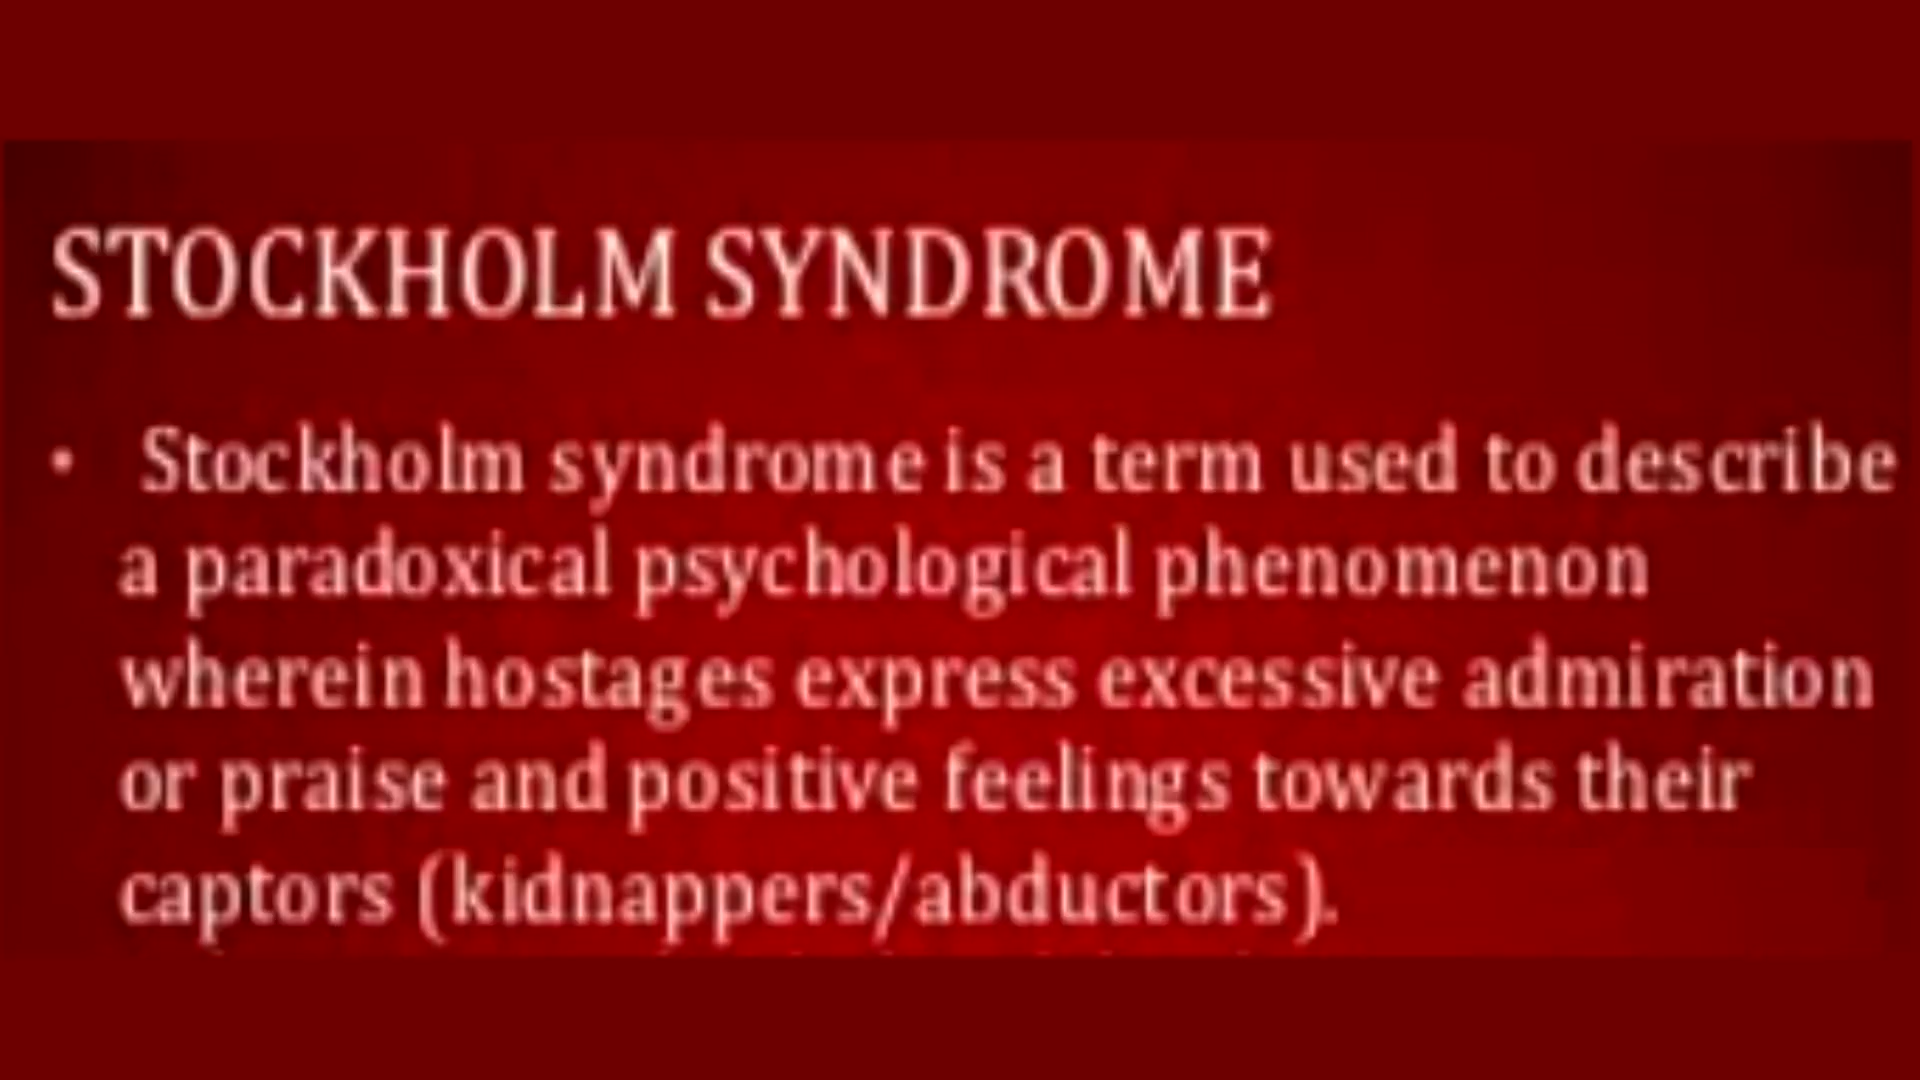 STOCKHOLM SYNDROME
• Stockholm syndrome is a term used to describe
a paradoxical psychological phenomenon
wherein hostages express excessive admiration
or praise and positive feelings towards their
captors (kidnappers/abductors).